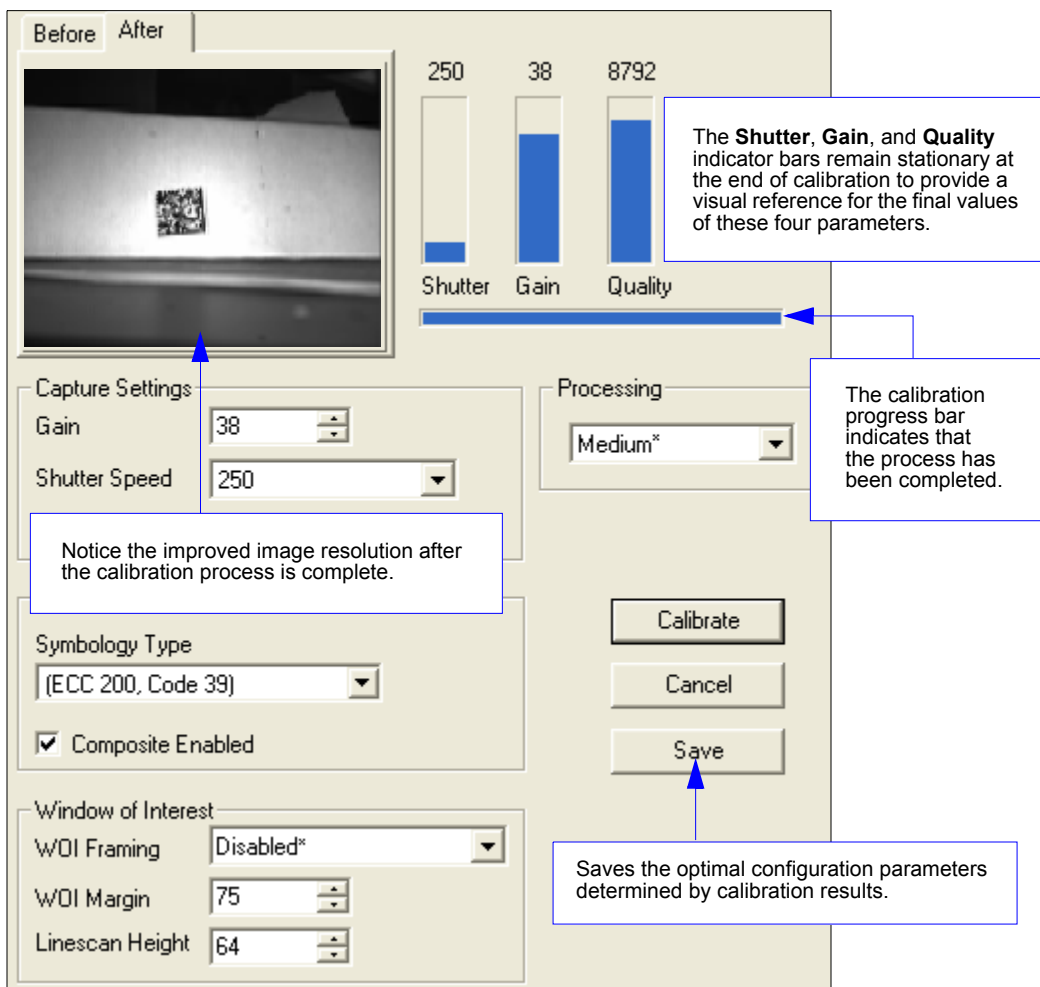 Before After
250 38 8792
The Shutter, Gain, and Quality
indicator bars remain stationary at
the end of calibration to provide a
visual reference for the final values
of these four parameters.
Shutter Gain Quality
The calibration
progress bar
indicates that
the process has
been completed.
Capture Settings
Gain 38
Shutter Speed 250
Processing
Medium*
Notice the improved image resolution after
the calibration process is complete.
Symbology Type
(ECC 200, Code 39)
Composite Enabled
Calibrate
Cancel
Save
Window of Interest
WOI Framing Disabled*
WOI Margin 75
Linescan Height 64
Saves the optimal configuration parameters
determined by calibration results.